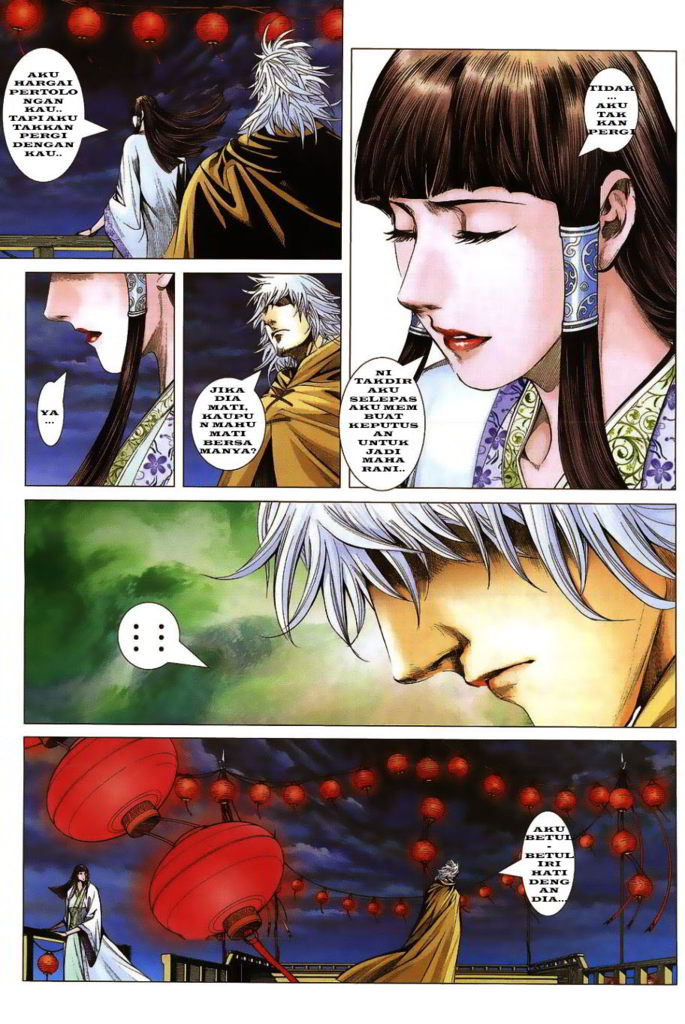 TIDAK
...
AKU
TAK
KAN
PERGI
NI
TAKDIR
AKU
SELEPAS
AKU MEM
BUAT
KEPUTUS
AN
UNTUK
JADI
MAHA
RANI..
AKU
HARGAI
PERTOLO
NGAN
KAU..
TAPI AKU
TAKKAN
PERGI
DENGAN
KAU..
JIKA
DIA
MATI,
KAUPU
N MAHU
MATI
BERSA
MANYA?
YA
...
AKU
BETUL
-
BETUL
IRI
HATI
DENG
AN
DIA...